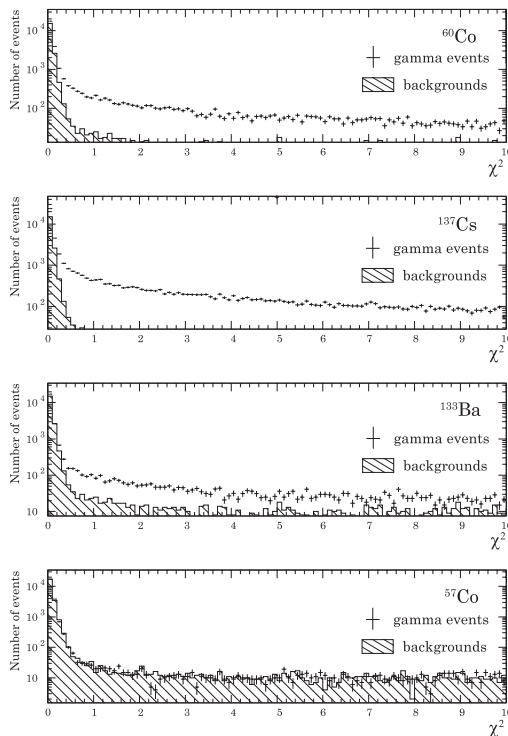 Number of events
10⁴
10³
10²
⁶⁰Co
gamma events
backgrounds
0 1 2 3 4 5 6 7 8 9 10
χ²
Number of events
10⁴
10³
10²
¹³⁷Cs
gamma events
backgrounds
0 1 2 3 4 5 6 7 8 9 10
χ²
Number of events
10⁴
10³
10²
10
¹³³Ba
gamma events
backgrounds
0 1 2 3 4 5 6 7 8 9 10
χ²
Number of events
10⁴
10³
10²
10
⁵⁷Co
gamma events
backgrounds
0 1 2 3 4 5 6 7 8 9 10
χ²